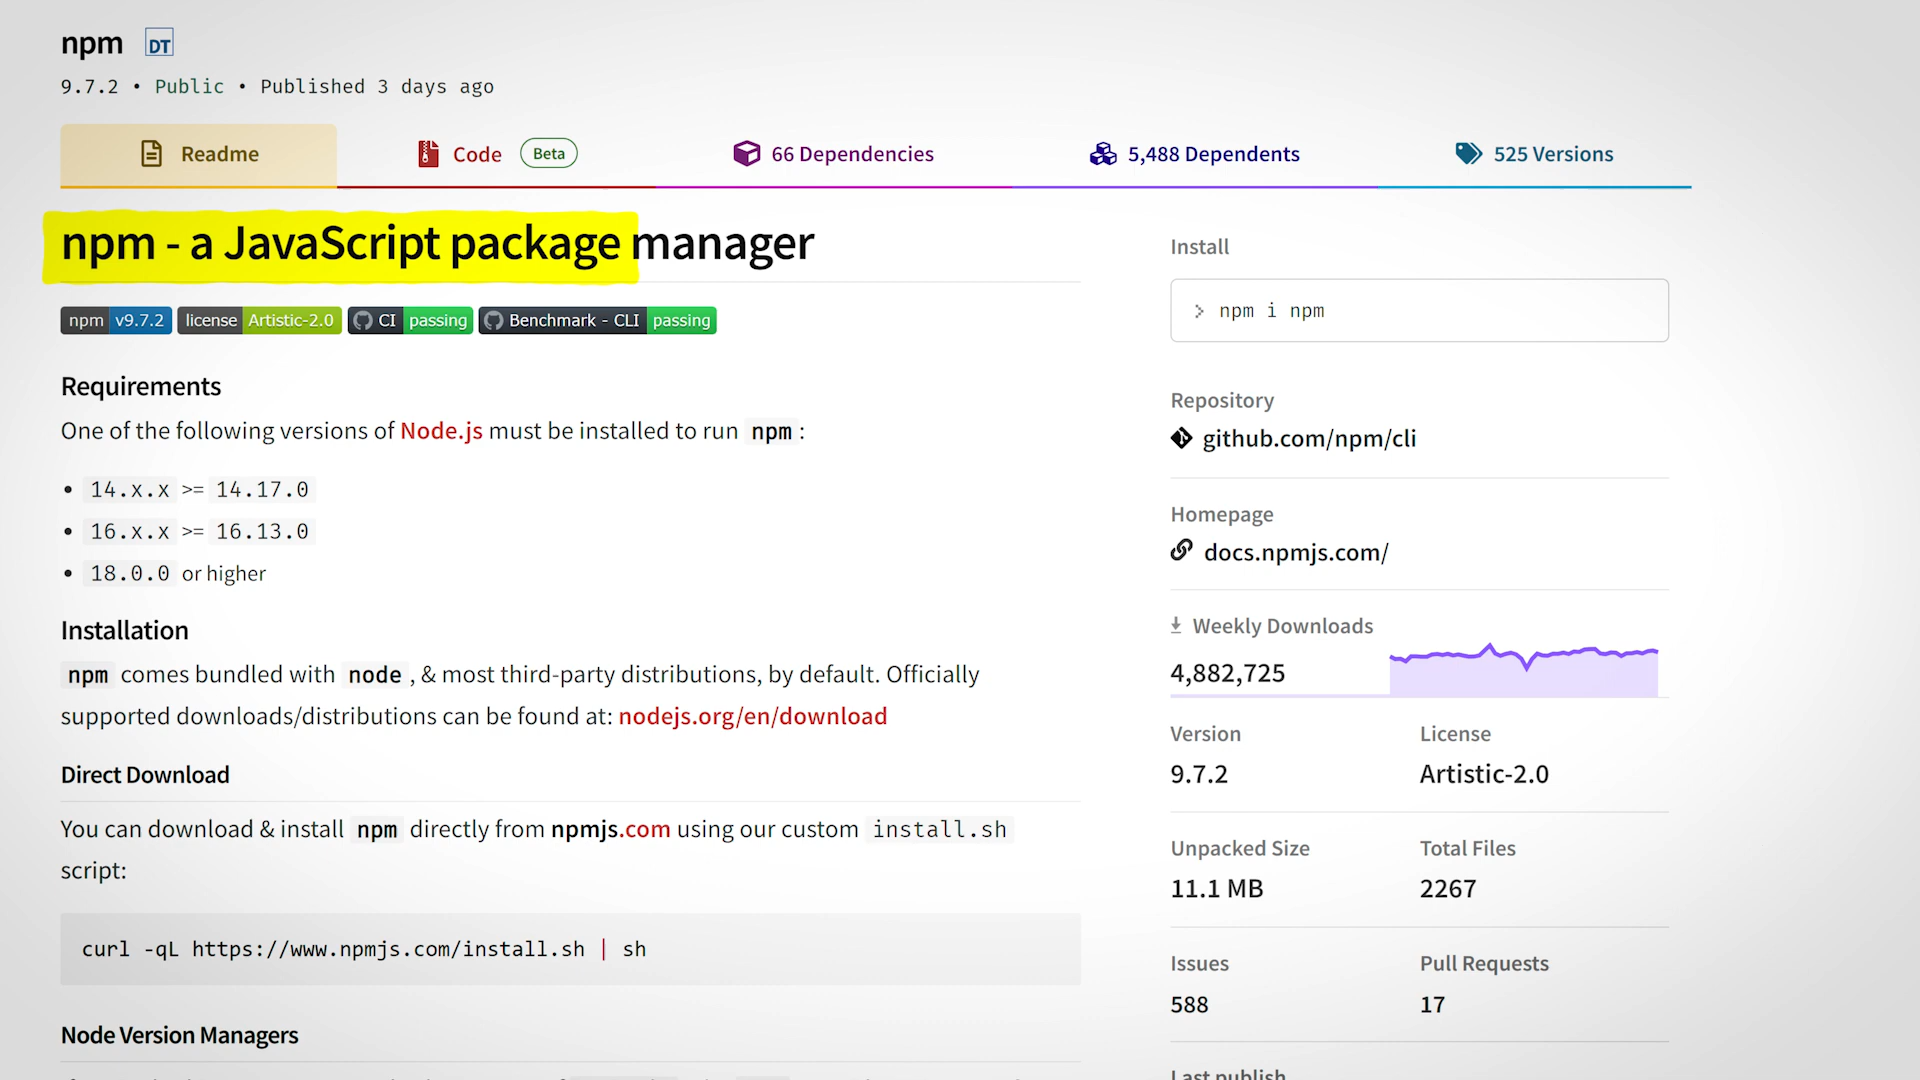 npm DT
9.7.2 • Public • Published 3 days ago
Readme
Code Beta
66 Dependencies
5,488 Dependents
525 Versions
npm - a JavaScript package manager
npm v9.7.2 license Artistic-2.0 CI passing Benchmark - CLI passing
Requirements
One of the following versions of Node.js must be installed to run npm :
• 14.x.x >= 14.17.0
• 16.x.x >= 16.13.0
• 18.0.0 or higher
Installation
npm comes bundled with node , & most third-party distributions, by default. Officially
supported downloads/distributions can be found at: nodejs.org/en/download
Direct Download
You can download & install npm directly from npmjs.com using our custom install.sh
script:
curl -qL https://www.npmjs.com/install.sh | sh
Node Version Managers
Install
> npm i npm
Repository
github.com/npm/cli
Homepage
docs.npmjs.com/
Weekly Downloads
4,882,725
Version License
9.7.2 Artistic-2.0
Unpacked Size Total Files
11.1 MB 2267
Issues Pull Requests
588 17
Last publish